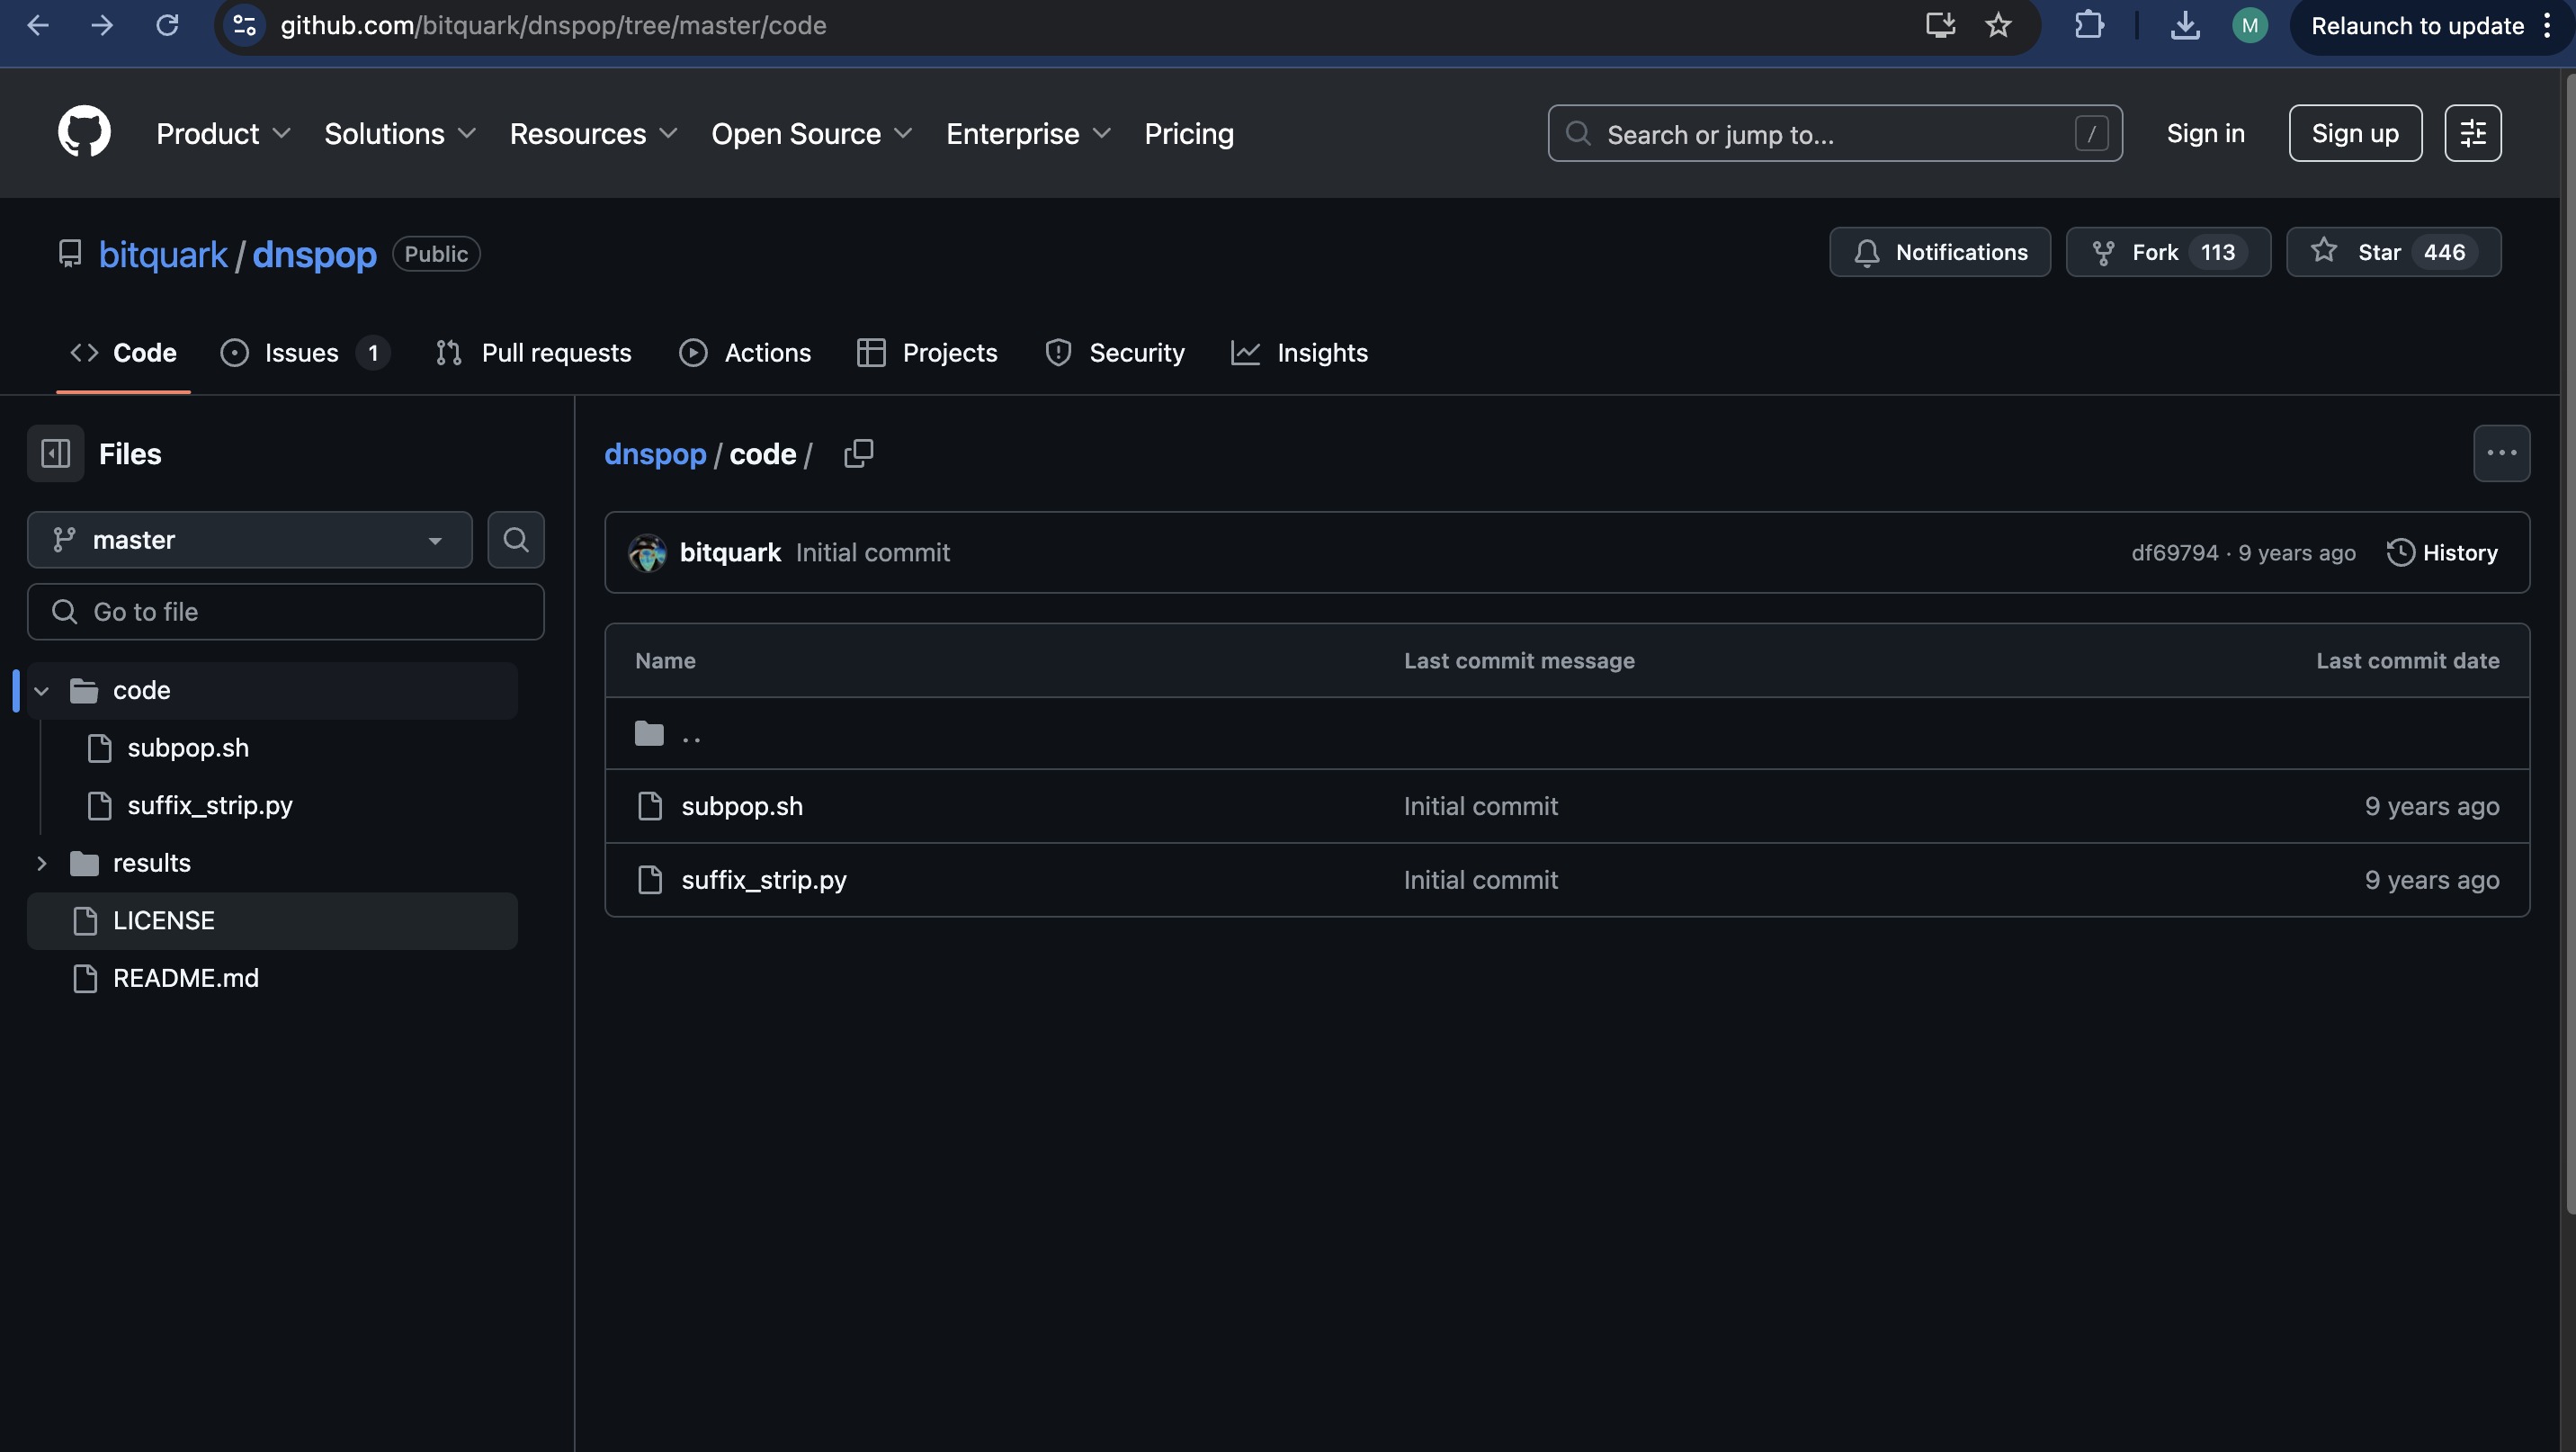 github.com/bitquark/dnspop/tree/master/code
M
Relaunch to update
Product
Solutions
Resources
Open Source
Enterprise
Pricing
Search or jump to...
/
Sign in
Sign up
bitquark / dnspop
Public
Notifications
Fork 113
Star 446
Code
Issues 1
Pull requests
Actions
Projects
Security
Insights
Files
master
Go to file
code
subpop.sh
suffix_strip.py
results
LICENSE
README.md
dnspop / code /
bitquark Initial commit
df69794 · 9 years ago
History
Name Last commit message Last commit date
..
subpop.sh Initial commit 9 years ago
suffix_strip.py Initial commit 9 years ago